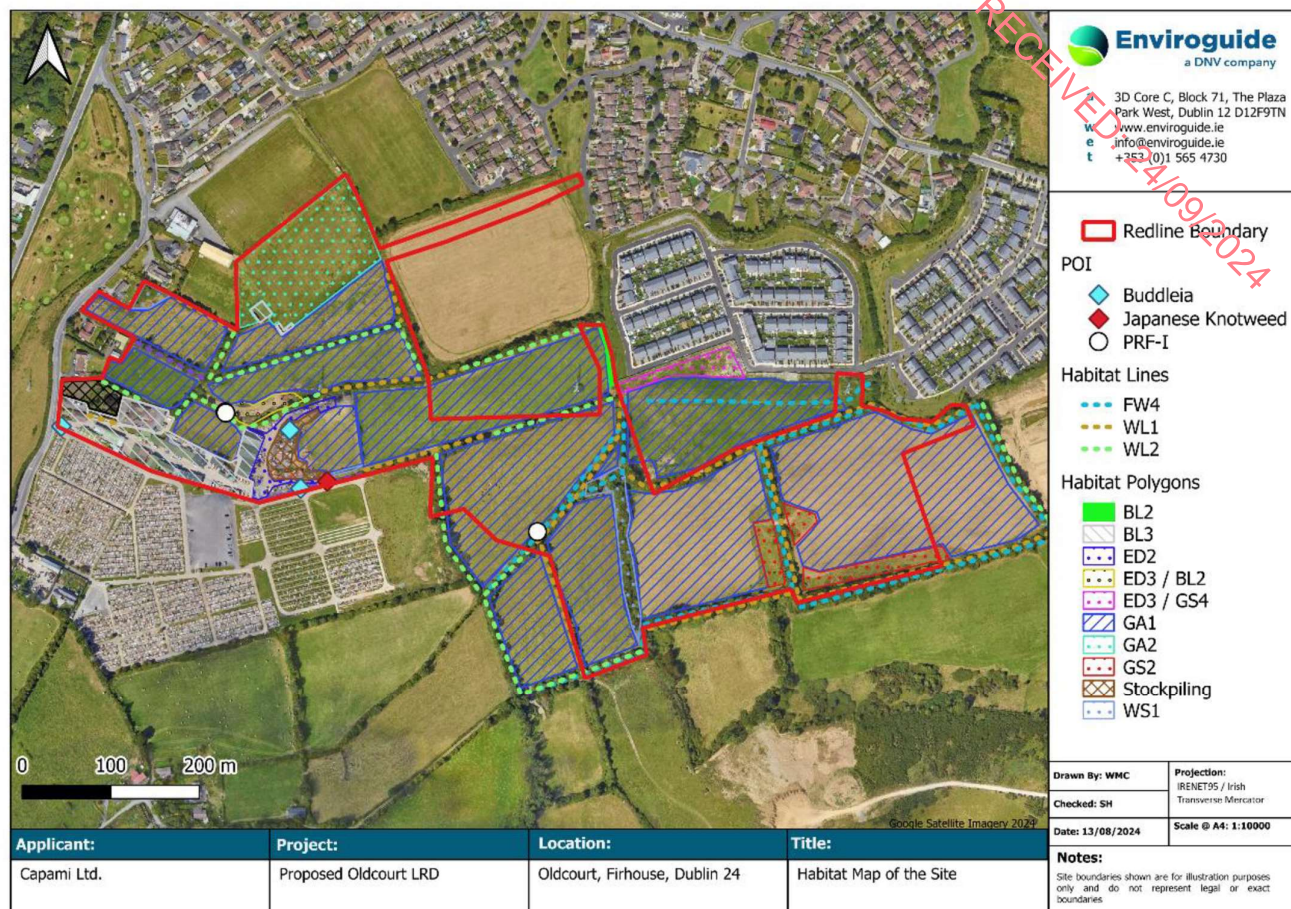 Enviroguide
a DNV company
a 3D Core C, Block 71, The Plaza
Park West, Dublin 12 D12F9TN
w www.enviroguide.ie
e info@enviroguide.ie
t +353 (0)1 565 4730
RECEIVED: 24/09/2024
Redline Boundary
POI
Buddleia
Japanese Knotweed
PRF-I
Habitat Lines
FW4
WL1
WL2
Habitat Polygons
BL2
BL3
ED2
ED3 / BL2
ED3 / GS4
GA1
GA2
GS2
Stockpiling
WS1
0 100 200 m
Google Satellite Imagery 2024
Drawn By: WMC
Checked: SH
Date: 13/08/2024
Projection:
IRENET95 / Irish
Transverse Mercator
Scale @ A4: 1:10000
Notes:
Site boundaries shown are for illustration purposes
only and do not represent legal or exact
boundaries
Applicant:
Capami Ltd.
Project:
Proposed Oldcourt LRD
Location:
Oldcourt, Firhouse, Dublin 24
Title:
Habitat Map of the Site